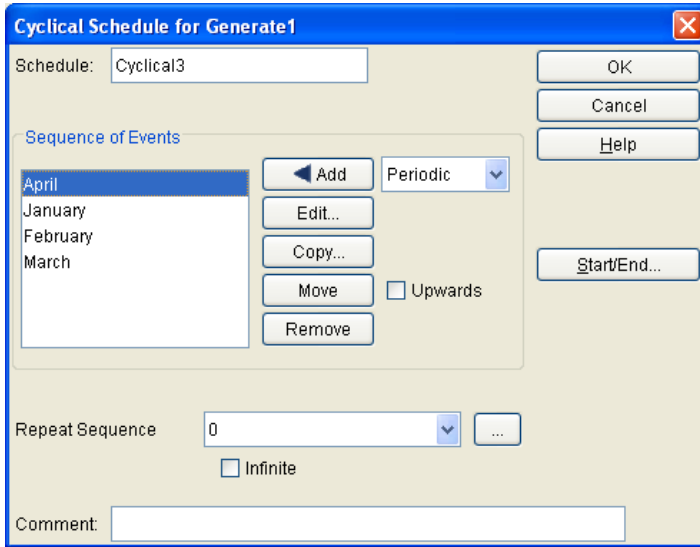 Cyclical Schedule for Generate1
Schedule: Cyclical3
OK
Cancel
Help
Sequence of Events
April
January
February
March
Add
Periodic
Edit...
Copy...
Move
Upwards
Remove
Start/End...
Repeat Sequence 0 ...
Infinite
Comment: